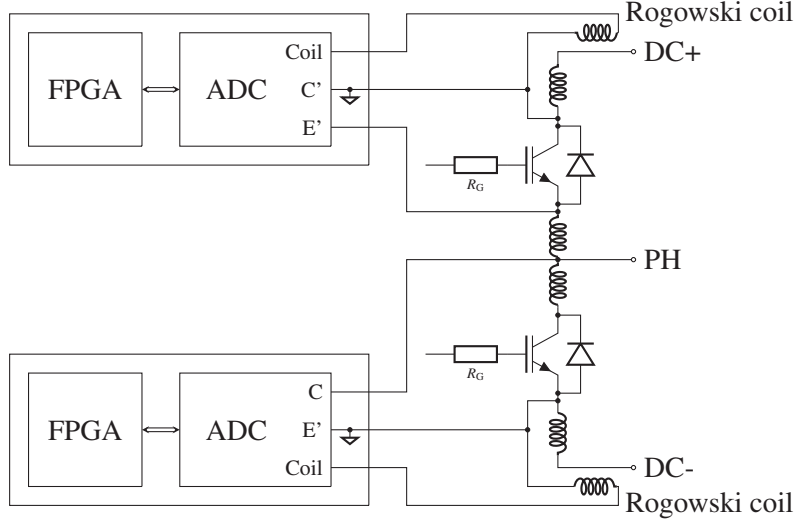 Rogowski coil
Coil
DC+
FPGA
ADC
C'
E'
RG
PH
RG
C
FPGA
ADC
E'
Coil
DC-
Rogowski coil